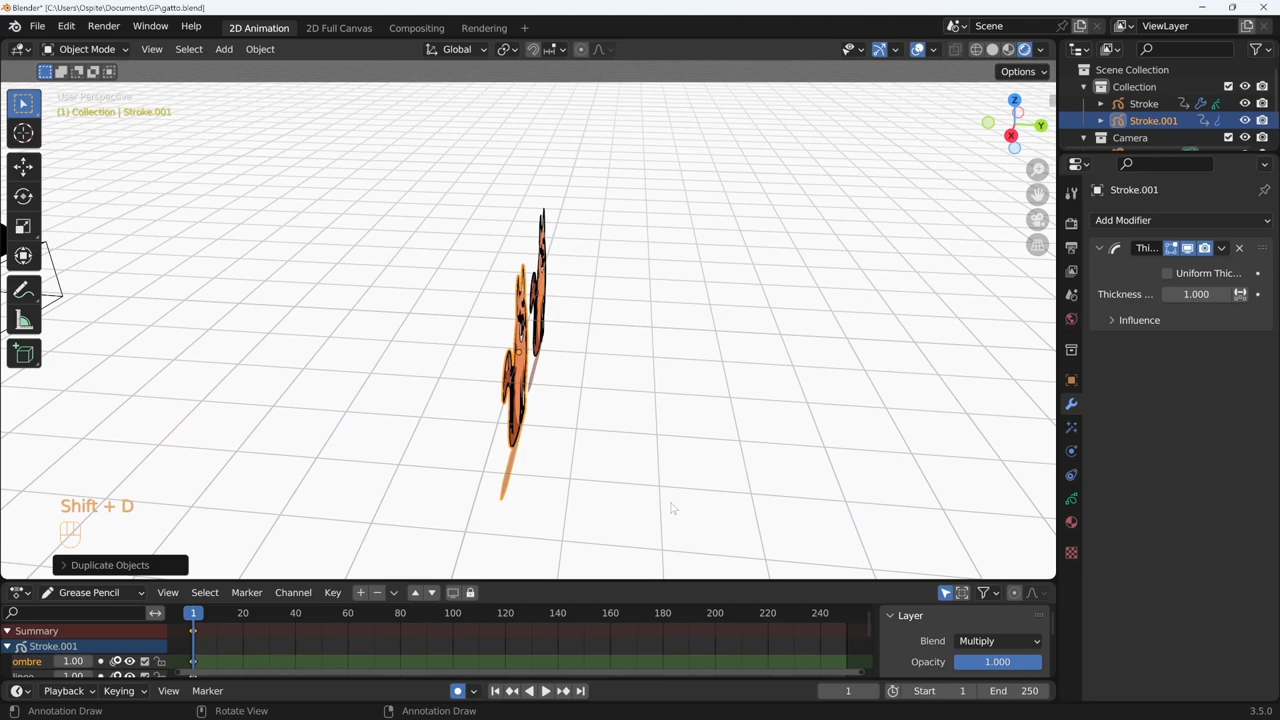 Blender* [C:\Users\Ospite\Documents\GP\gatto.blend]
File Edit Render Window Help 2D Animation 2D Full Canvas Compositing Rendering + Scene ViewLayer
Object Mode View Select Add Object Global
Options
User Perspective
(1) Collection | Stroke.001
Z
Y
X
Shift + D
Duplicate Objects
Scene Collection
Collection
Stroke
Stroke.001
Camera
Stroke.001
Add Modifier
Thi...
Uniform Thic...
Thickness ... 1.000
Influence
Grease Pencil View Select Marker Channel Key
1 20 40 60 80 100 120 140 160 180 200 220 240
Summary
Stroke.001
ombre 1.00
Layer
Blend Multiply
Opacity 1.000
Playback Keying View Marker 1 Start 1 End 250
Annotation Draw Rotate View Annotation Draw 3.5.0